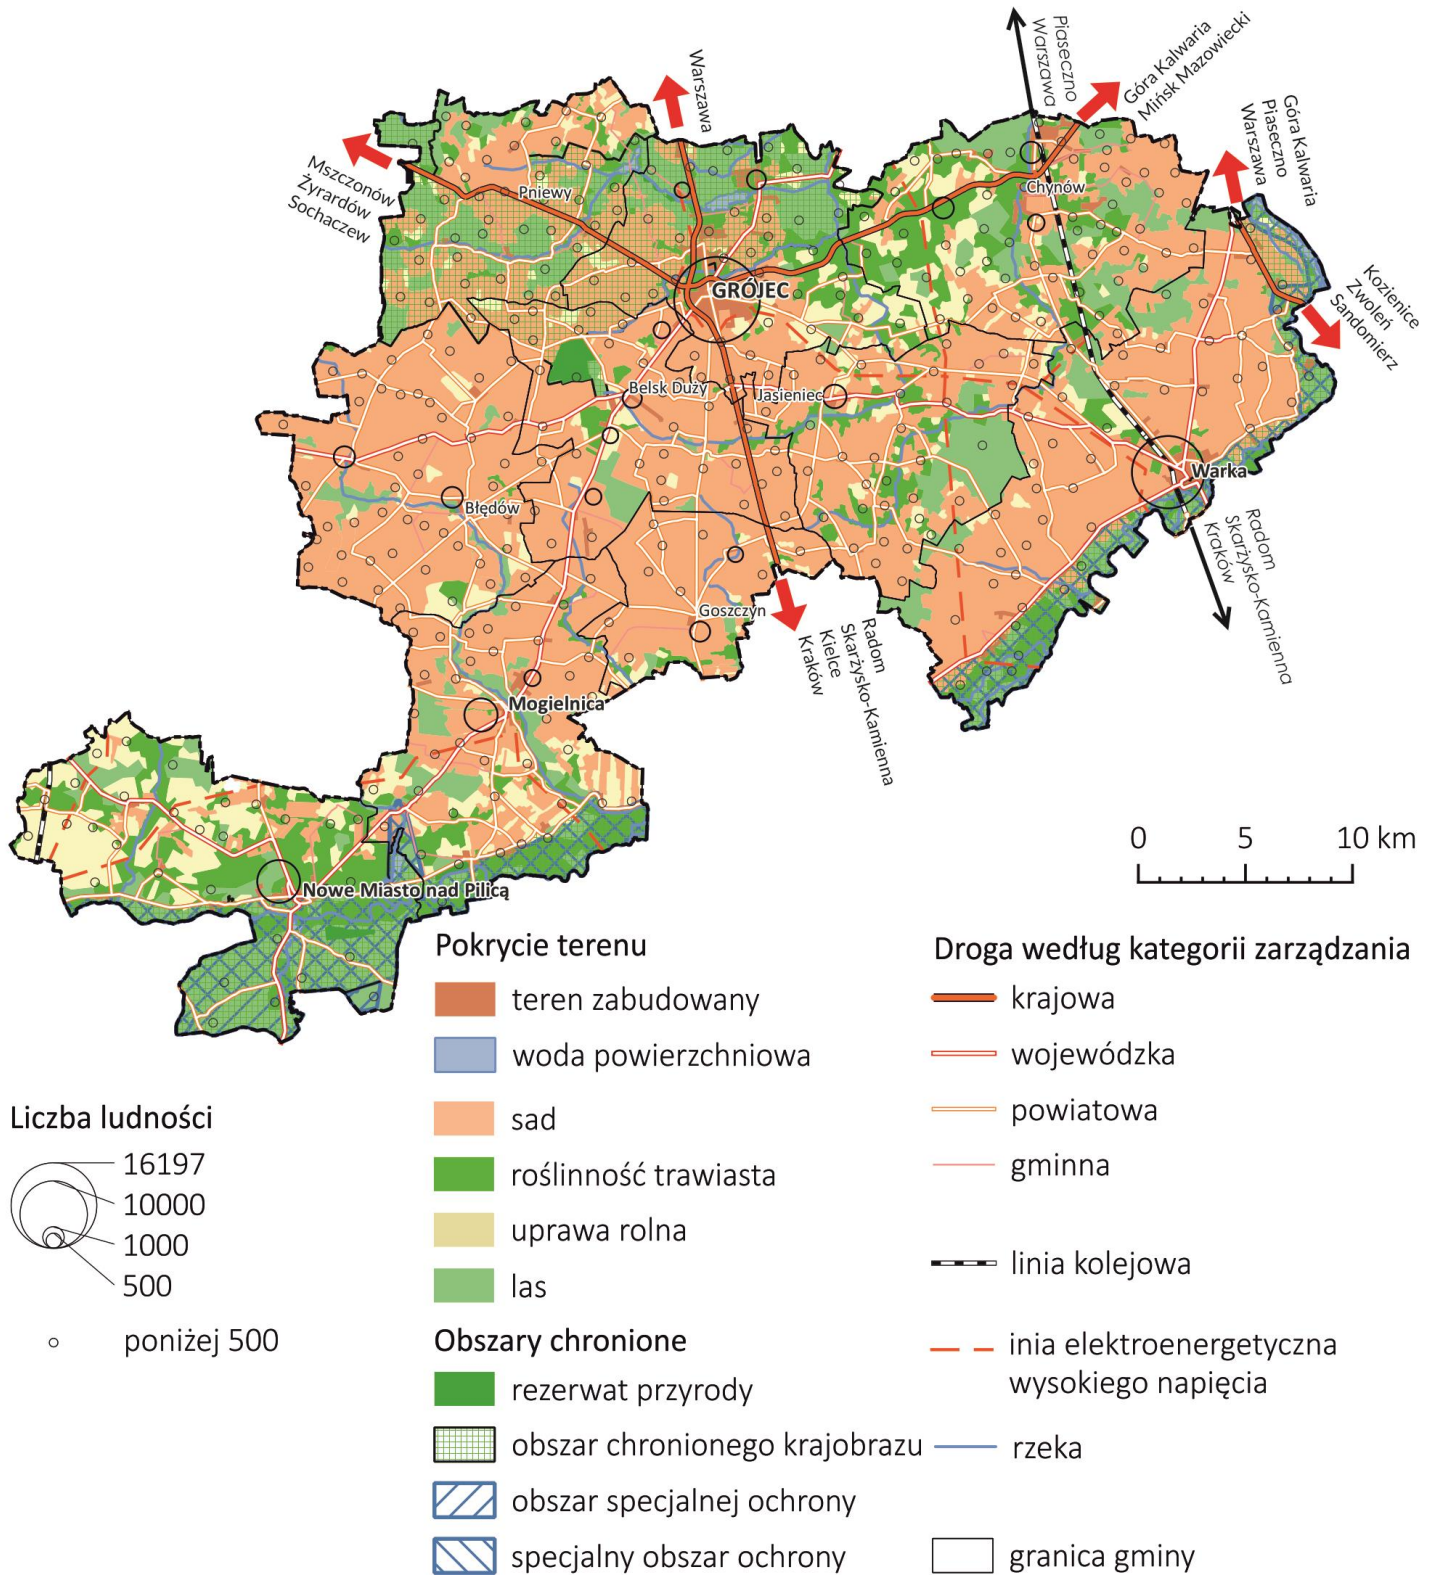 Piaseczno
Warszawa
Góra Kalwaria
Mińsk Mazowiecki
Warszawa
Góra Kalwaria
Piaseczno
Warszawa
Mszczonów
Żyrardów
Sochaczew
Pniewy
Chynów
GRÓJEC
Kozienice
Zwoleń
Sandomierz
Belsk Duży
Jasieniec
Warka
Błędów
Radom
Skarżysko-Kamienna
Kraków
Goszczyn
Radom
Skarżysko-Kamienna
Kielce
Kraków
Mogielnica
Nowe Miasto nad Pilicą
0 5 10 km
Pokrycie terenu
teren zabudowany
woda powierzchniowa
sad
roślinność trawiasta
uprawa rolna
las
Obszary chronione
rezerwat przyrody
obszar chronionego krajobrazu
obszar specjalnej ochrony
specjalny obszar ochrony
Droga według kategorii zarządzania
krajowa
wojewódzka
powiatowa
gminna
linia kolejowa
inia elektroenergetyczna
wysokiego napięcia
rzeka
granica gminy
Liczba ludności
16197
10000
1000
500
poniżej 500